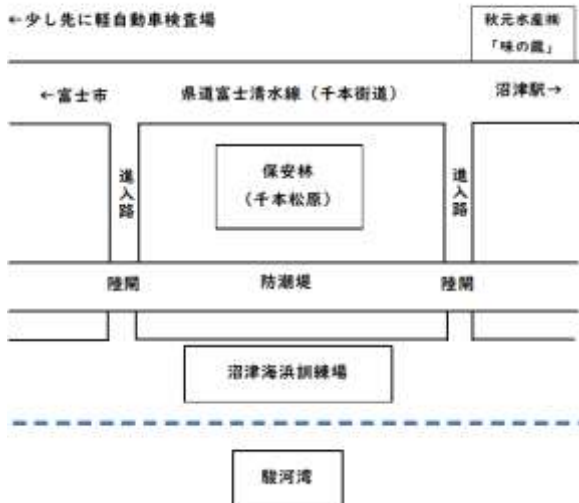 ←少し先に軽自動車検査場
秋元水産㈱
「味の蔵」
←富士市
県道富士清水線（千本街道）
沼津駅→
進入路
保安林
（千本松原）
進入路
陸閘
防潮堤
陸閘
沼津海浜訓練場
駿河湾